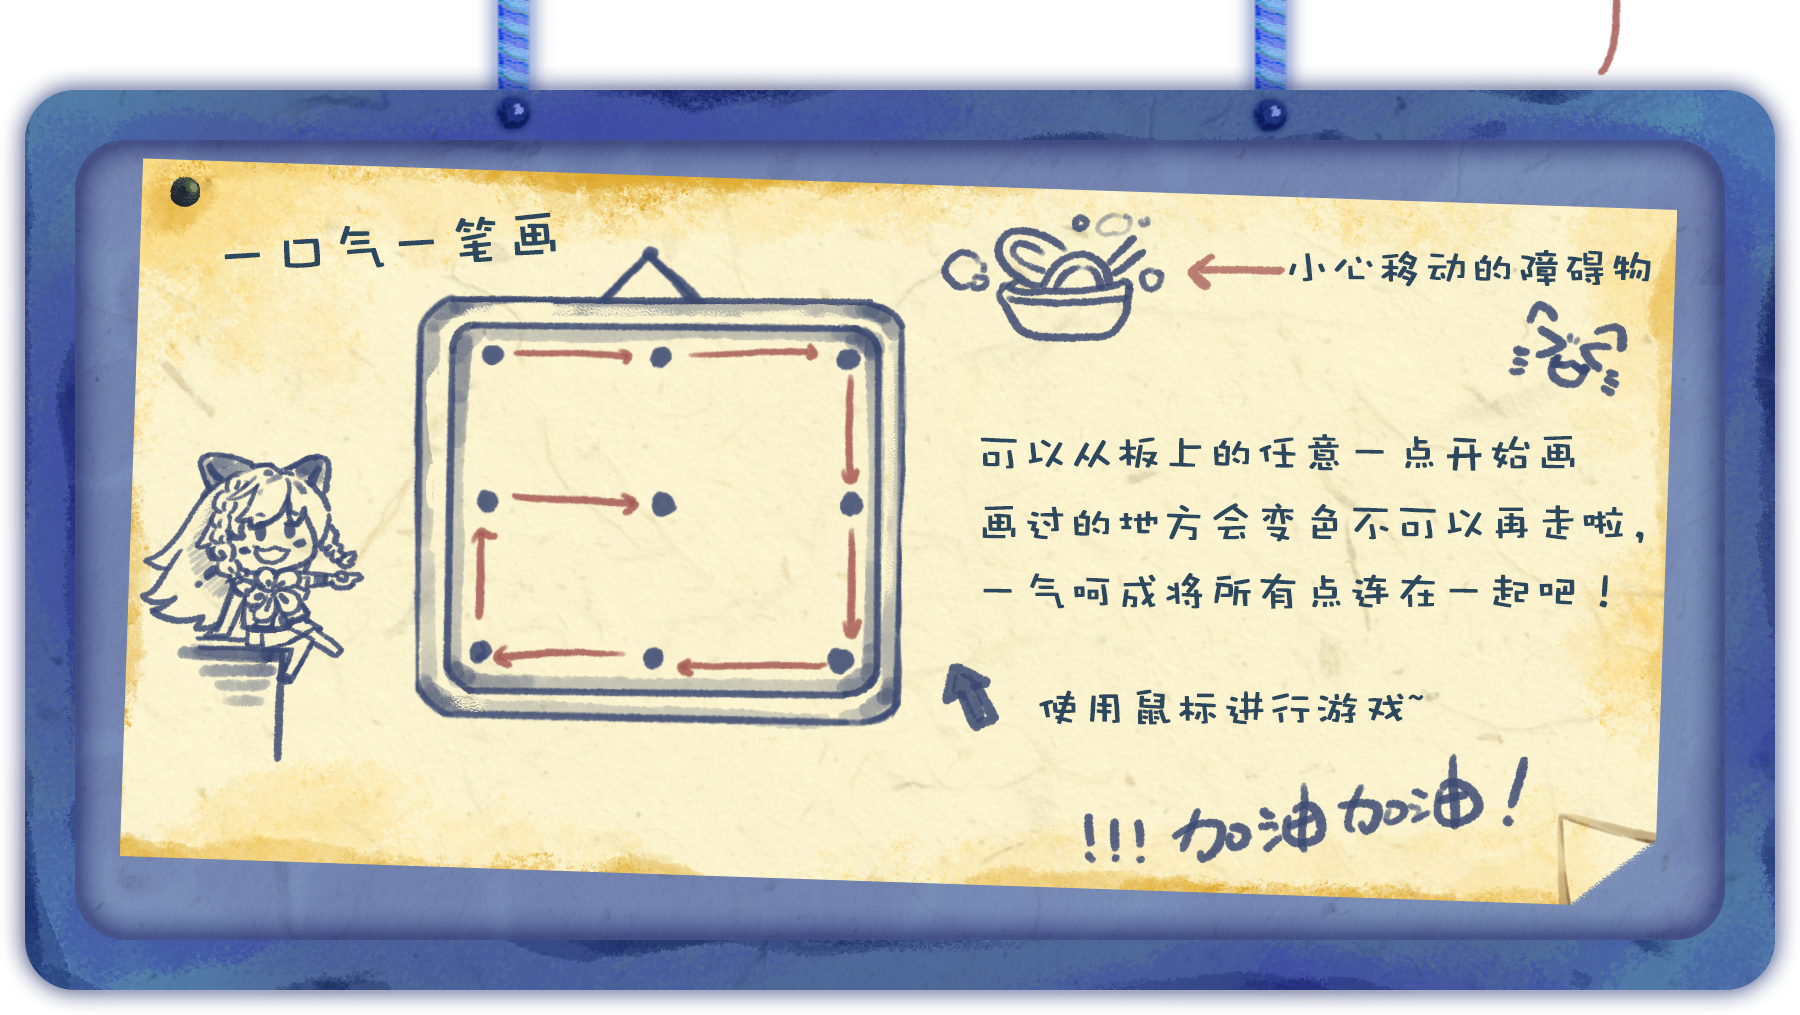 一口气一笔画
小心移动的障碍物
可以从板上的任意一点开始画
画过的地方会变色不可以再走啦，
一气呵成将所有点连在一起吧！
使用鼠标进行游戏~
!!! 加油加油！